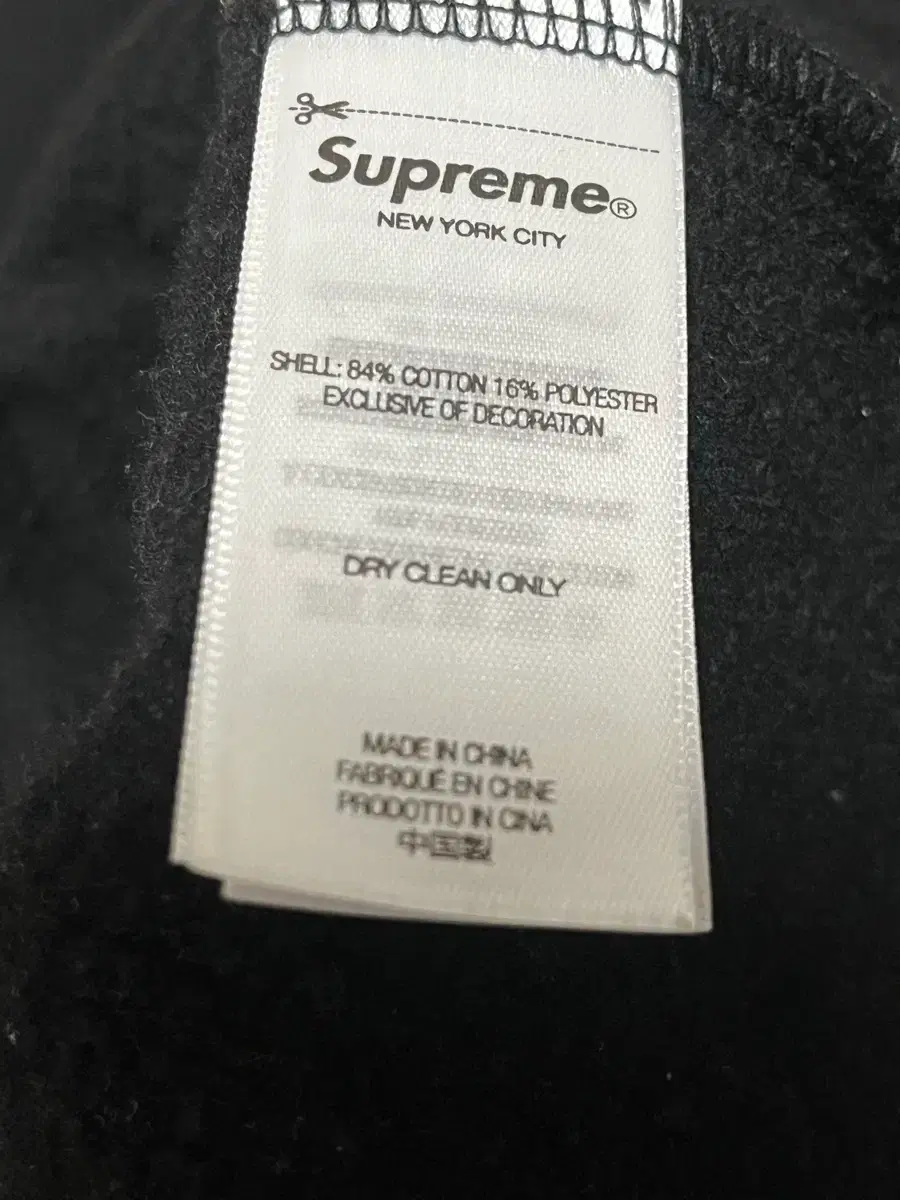 Supreme®
NEW YORK CITY
SHELL: 84% COTTON 16% POLYESTER
EXCLUSIVE OF DECORATION
DRY CLEAN ONLY
MADE IN CHINA
FABRIQUÉ EN CHINE
PRODOTTO IN CINA
中国製